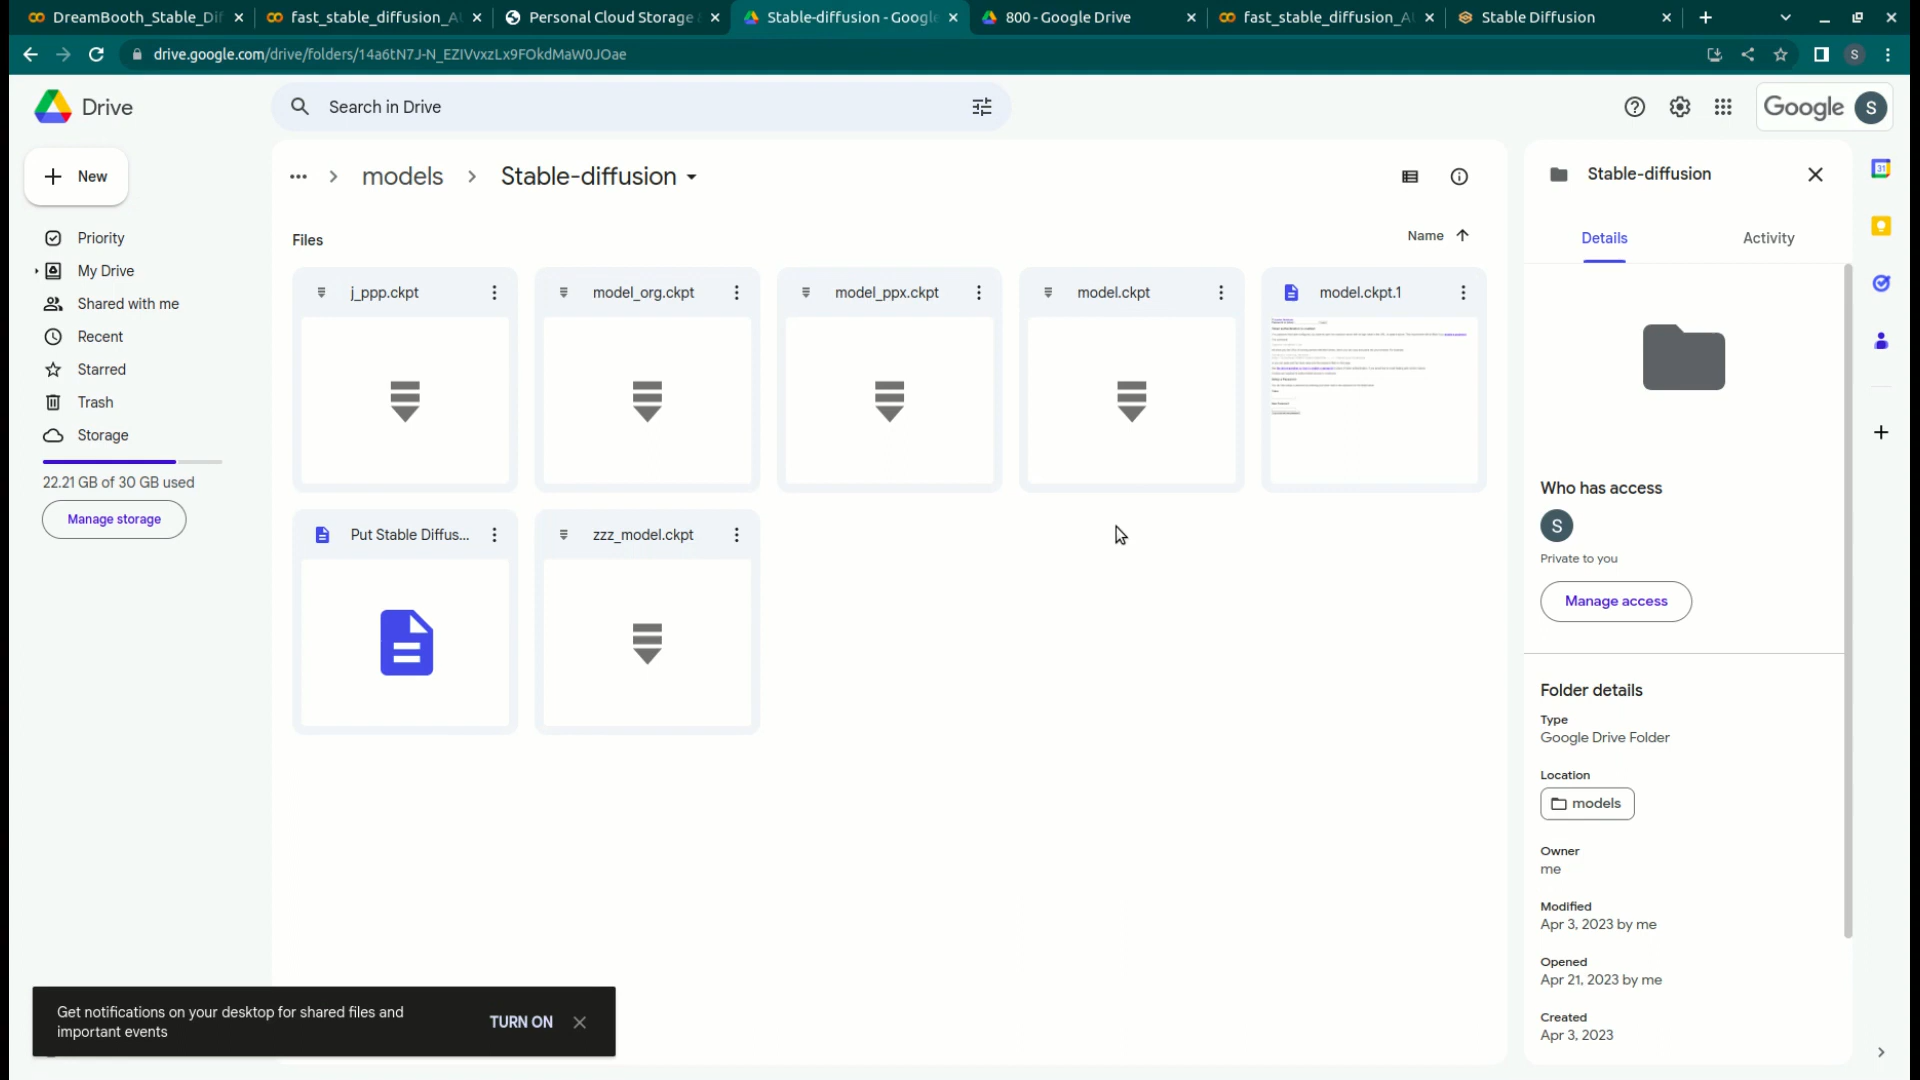 DreamBooth_Stable_Dif
fast_stable_diffusion_A
Personal Cloud Storage
Stable-diffusion - Google
800 - Google Drive
fast_stable_diffusion_A
Stable Diffusion
drive.google.com/drive/folders/14a6tN7J-N_EZIVvxzLx9FOkdMaW0JOae
S
Drive
Search in Drive
Google
S
New
Priority
My Drive
Shared with me
Recent
Starred
Trash
Storage
22.21 GB of 30 GB used
Manage storage
models
Stable-diffusion
Files
Name
j_ppp.ckpt
model_org.ckpt
model_ppx.ckpt
model.ckpt
model.ckpt.1
Put Stable Diffus...
zzz_model.ckpt
Stable-diffusion
Details
Activity
Who has access
S
Private to you
Manage access
Folder details
Type
Google Drive Folder
Location
models
Owner
me
Modified
Apr 3, 2023 by me
Opened
Apr 21, 2023 by me
Created
Apr 3, 2023
31
Get notifications on your desktop for shared files and
important events
TURN ON